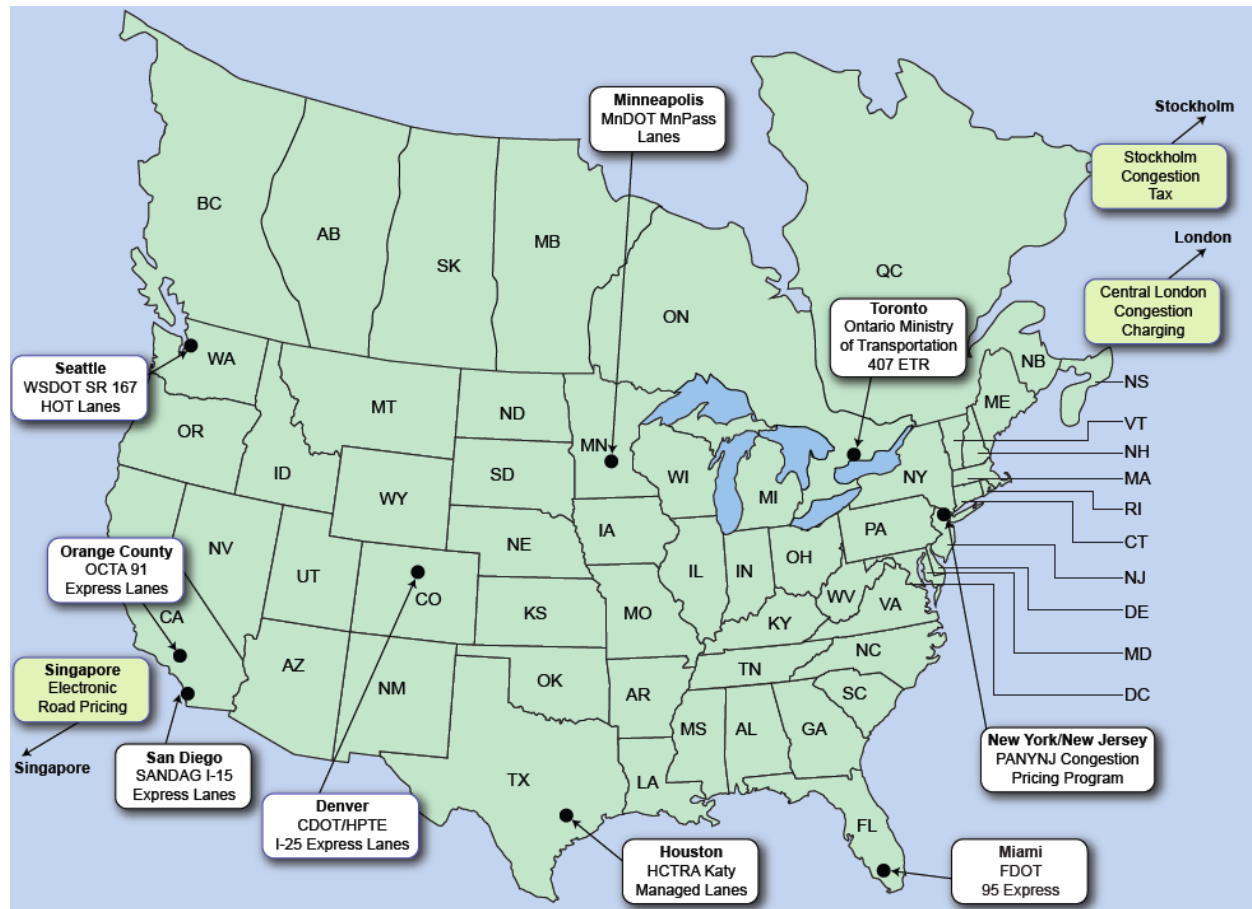 Minneapolis
MnDOT MnPass
Lanes
Stockholm
Stockholm
Congestion
Tax
London
Central London
Congestion
Charging
BC
AB
SK
MB
ON
QC
Toronto
Ontario Ministry
of Transportation
407 ETR
NB
NS
Seattle
WSDOT SR 167
HOT Lanes
WA
MT
ND
MN
WI
MI
NY
ME
VT
NH
MA
RI
CT
NJ
DE
MD
DC
OR
ID
WY
SD
IA
NE
PA
OH
IN
IL
Orange County
OCTA 91
Express Lanes
CA
NV
UT
CO
KS
MO
KY
WV
VA
NC
TN
SC
Singapore
Electronic
Road Pricing
Singapore
AZ
NM
OK
AR
MS
AL
GA
San Diego
SANDAG I-15
Express Lanes
Denver
CDOT/HPTE
I-25 Express Lanes
TX
LA
FL
Houston
HCTRA Katy
Managed Lanes
New York/New Jersey
PANYNJ Congestion
Pricing Program
Miami
FDOT
95 Express